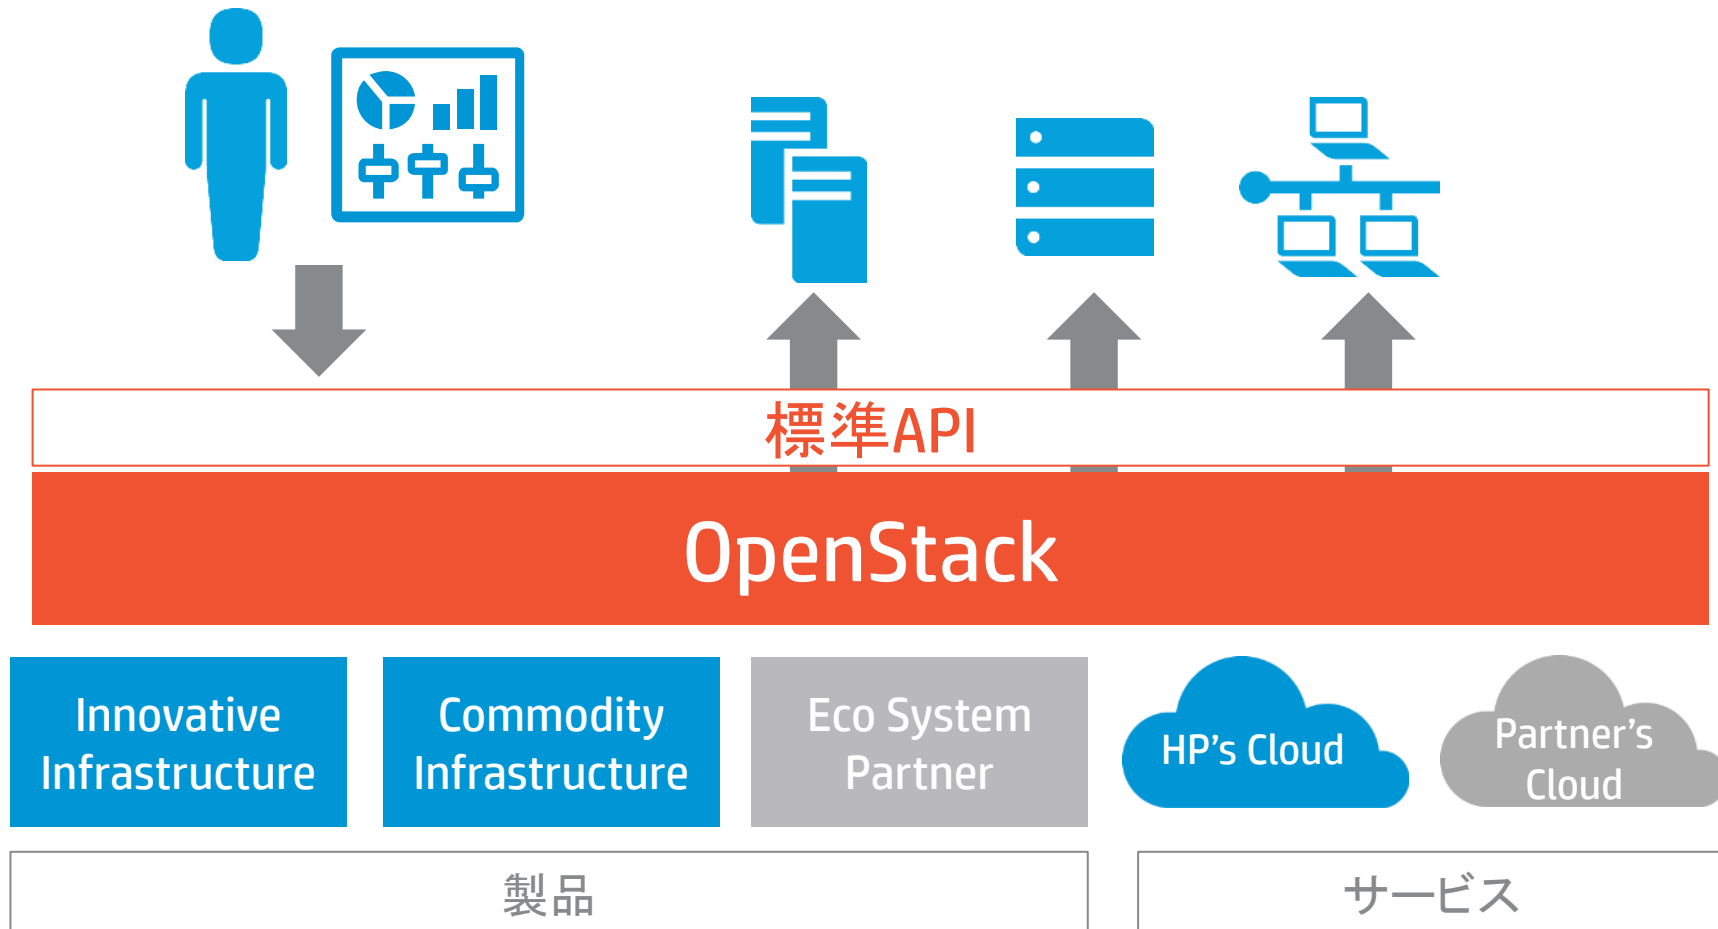 標準API
OpenStack
Innovative
Infrastructure
Commodity
Infrastructure
Eco System
Partner
HP's Cloud
Partner's
Cloud
製品
サービス